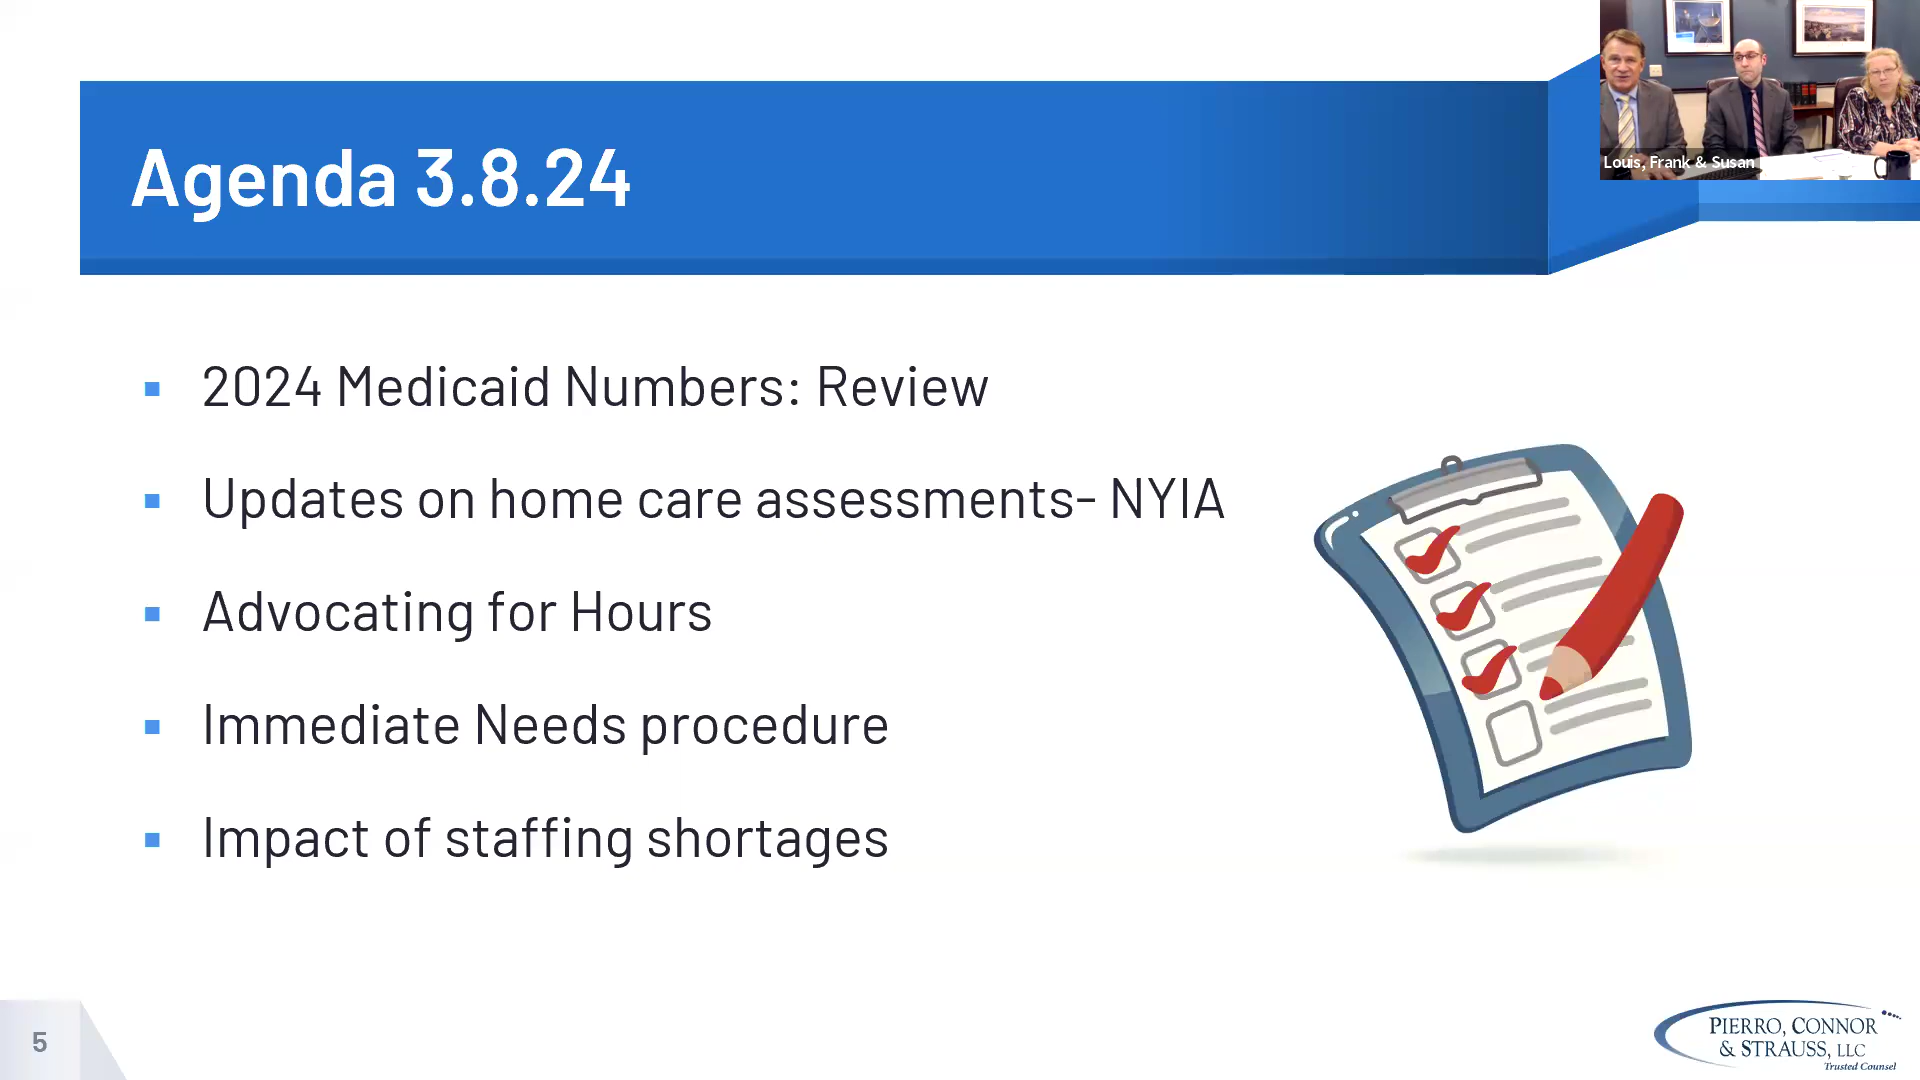 Agenda 3.8.24
Louis, Frank & Susan
2024 Medicaid Numbers: Review
Updates on home care assessments- NYIA
Advocating for Hours
Immediate Needs procedure
Impact of staffing shortages
5
PIERRO, CONNOR
& STRAUSS, LLC
Trusted Counsel